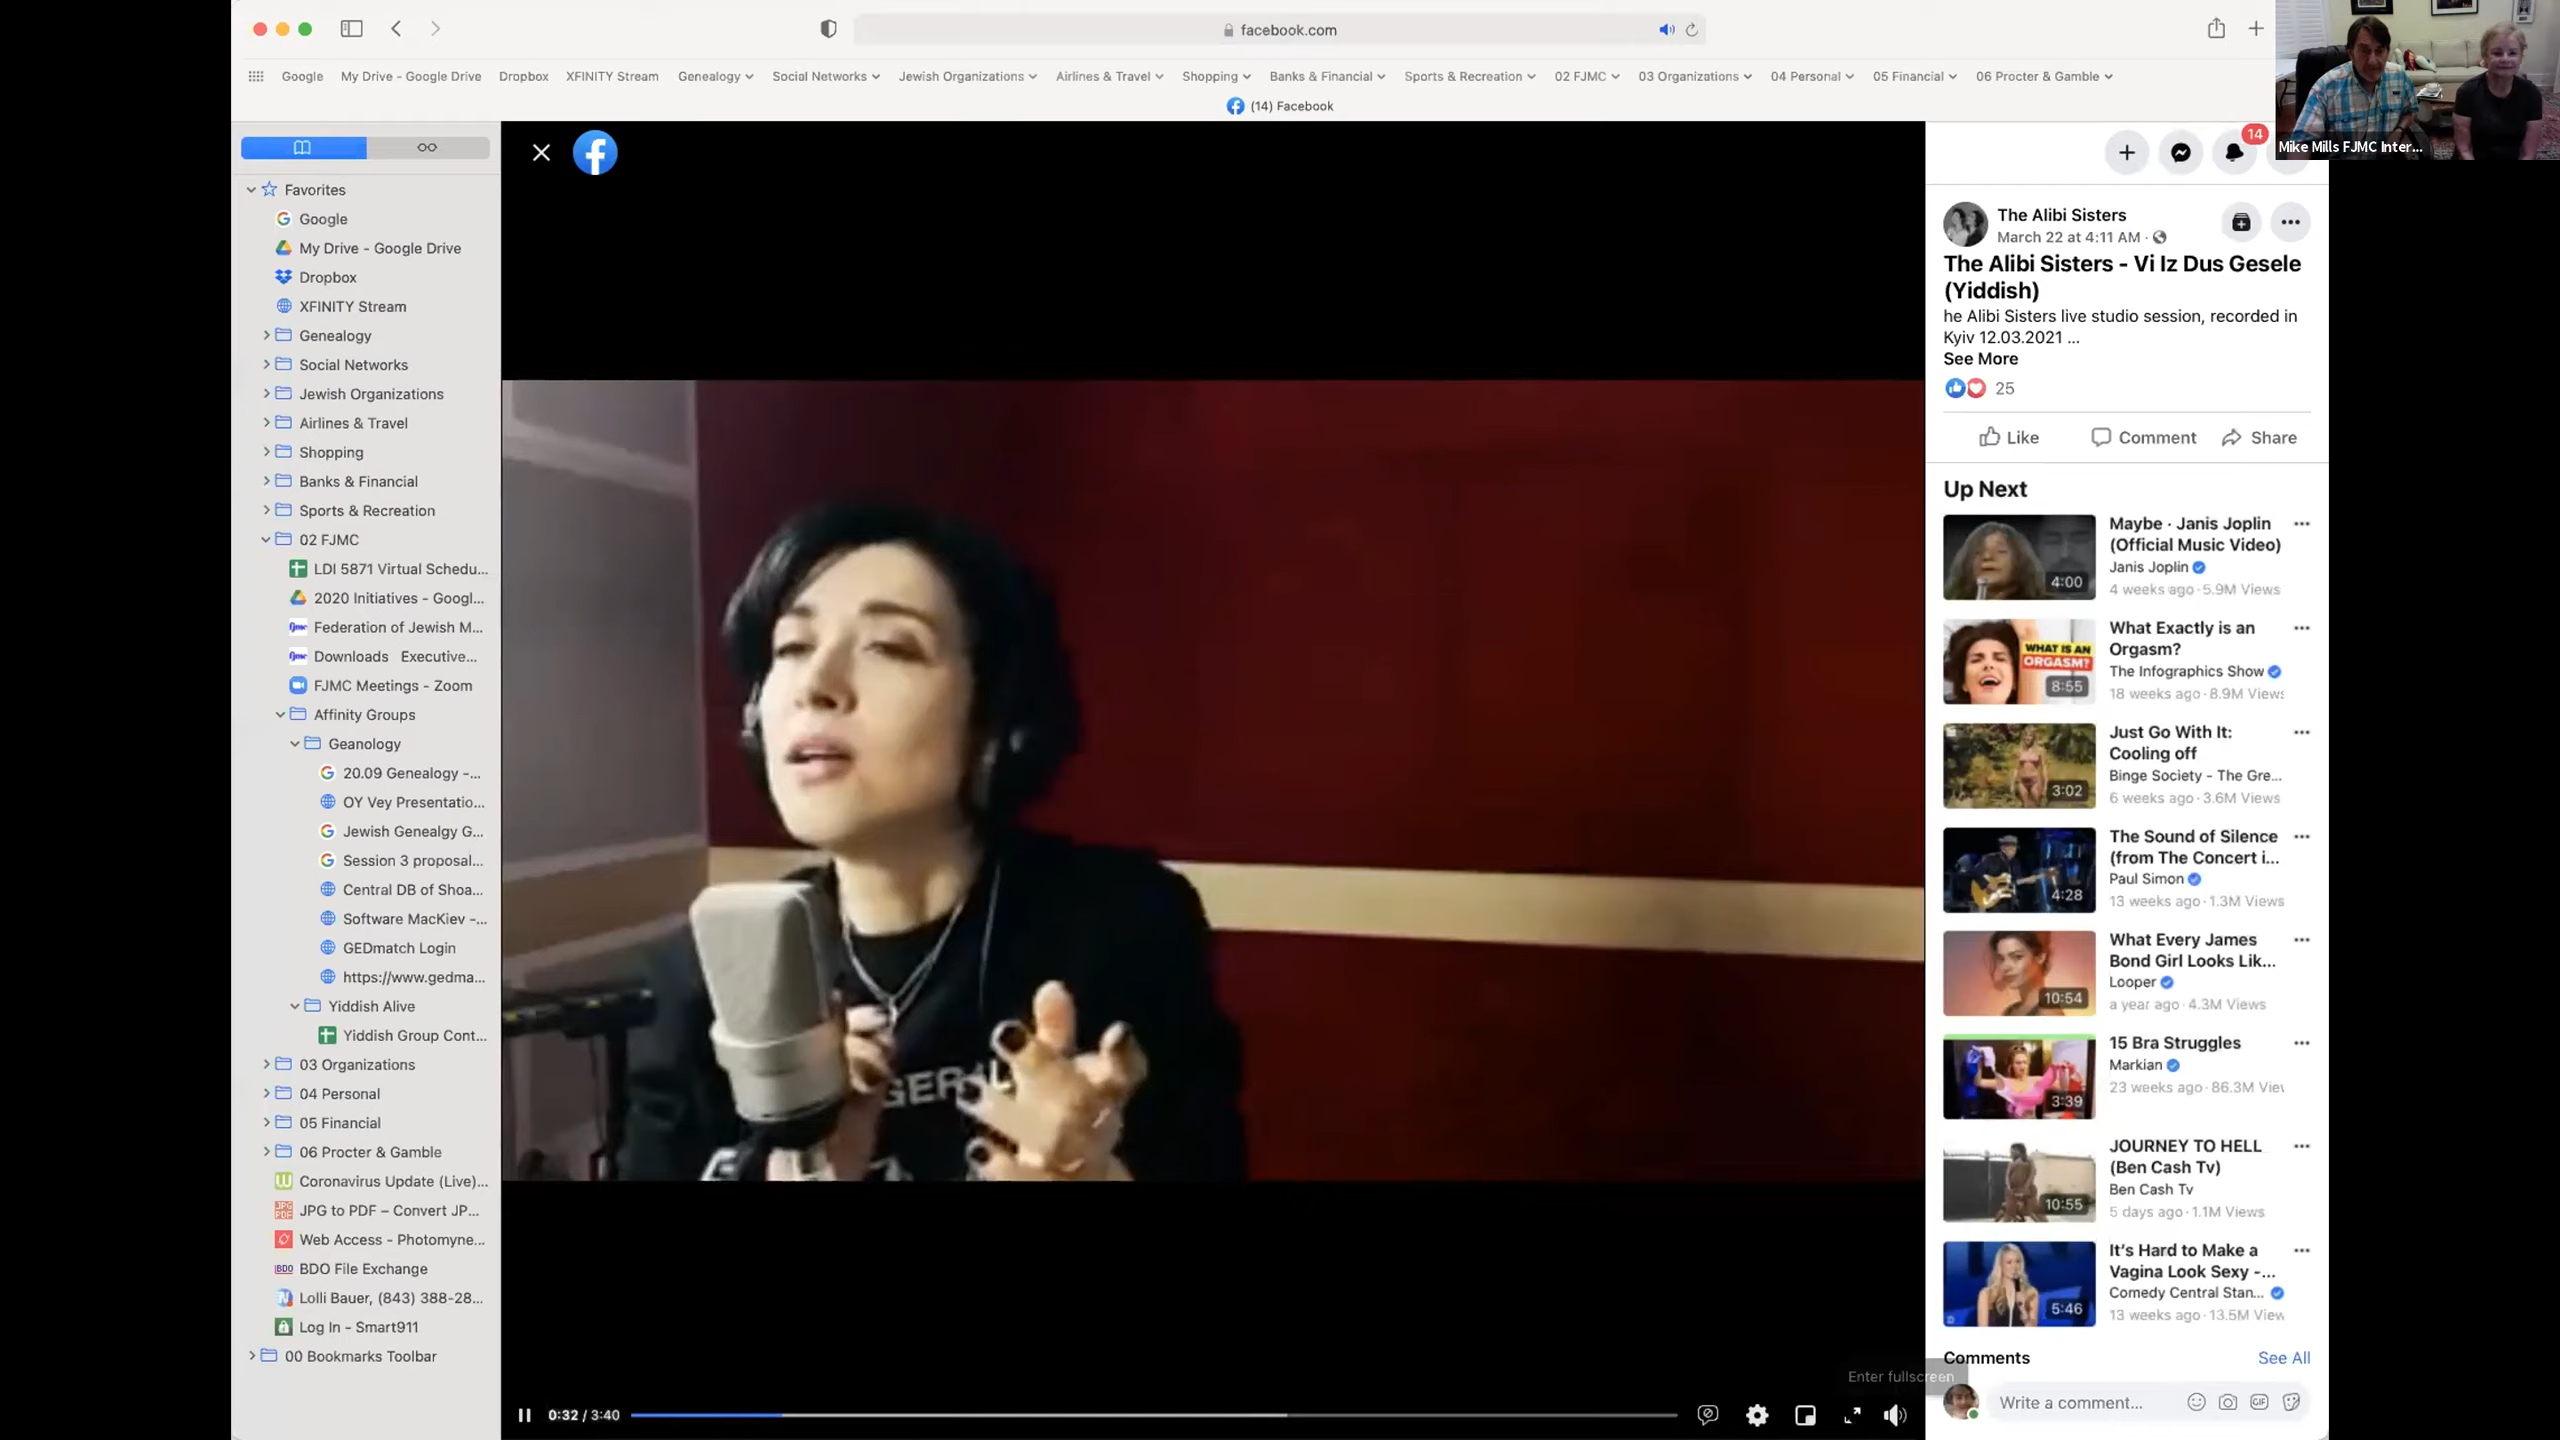 facebook.com
Google
My Drive - Google Drive
Dropbox
XFINITY Stream
Genealogy
Social Networks
Jewish Organizations
Airlines & Travel
Shopping
Banks & Financial
Sports & Recreation
02 FJMC
03 Organizations
04 Personal
05 Financial
06 Procter & Gamble
(14) Facebook
Mike Mills FJMC Inter...
Favorites
Google
My Drive - Google Drive
Dropbox
XFINITY Stream
Genealogy
Social Networks
Jewish Organizations
Airlines & Travel
Shopping
Banks & Financial
Sports & Recreation
02 FJMC
LDI 5871 Virtual Schedu...
2020 Initiatives - Googl...
fjmc Federation of Jewish M...
fjmc Downloads Executive...
FJMC Meetings - Zoom
Affinity Groups
Geanology
20.09 Genealogy -...
OY Vey Presentatio...
Jewish Genealgy G...
Session 3 proposal...
Central DB of Shoa...
Software MacKiev -...
GEDmatch Login
https://www.gedma...
Yiddish Alive
Yiddish Group Cont...
03 Organizations
04 Personal
05 Financial
06 Procter & Gamble
Coronavirus Update (Live)...
JPG to PDF – Convert JP...
Web Access - Photomyne...
BDO BDO File Exchange
Lolli Bauer, (843) 388-28...
Log In - Smart911
00 Bookmarks Toolbar
GERAL
0:32 / 3:40
Enter fullscreen
14
The Alibi Sisters
March 22 at 4:11 AM ·
The Alibi Sisters - Vi Iz Dus Gesele
(Yiddish)
he Alibi Sisters live studio session, recorded in
Kyiv 12.03.2021 ...
See More
25
Like
Comment
Share
Up Next
4:00
Maybe · Janis Joplin
(Official Music Video)
Janis Joplin
4 weeks ago · 5.9M Views
WHAT IS AN
ORGASM?
8:55
What Exactly is an
Orgasm?
The Infographics Show
18 weeks ago · 8.9M Views
3:02
Just Go With It:
Cooling off
Binge Society - The Gre...
6 weeks ago · 3.6M Views
4:28
The Sound of Silence
(from The Concert i...
Paul Simon
13 weeks ago · 1.3M Views
10:54
What Every James
Bond Girl Looks Lik...
Looper
a year ago · 4.3M Views
3:39
15 Bra Struggles
Markian
23 weeks ago · 86.3M Viev
10:55
JOURNEY TO HELL
(Ben Cash Tv)
Ben Cash Tv
5 days ago · 1.1M Views
5:46
It's Hard to Make a
Vagina Look Sexy -...
Comedy Central Stan...
13 weeks ago · 13.5M View
Comments
See All
Write a comment...
GIF